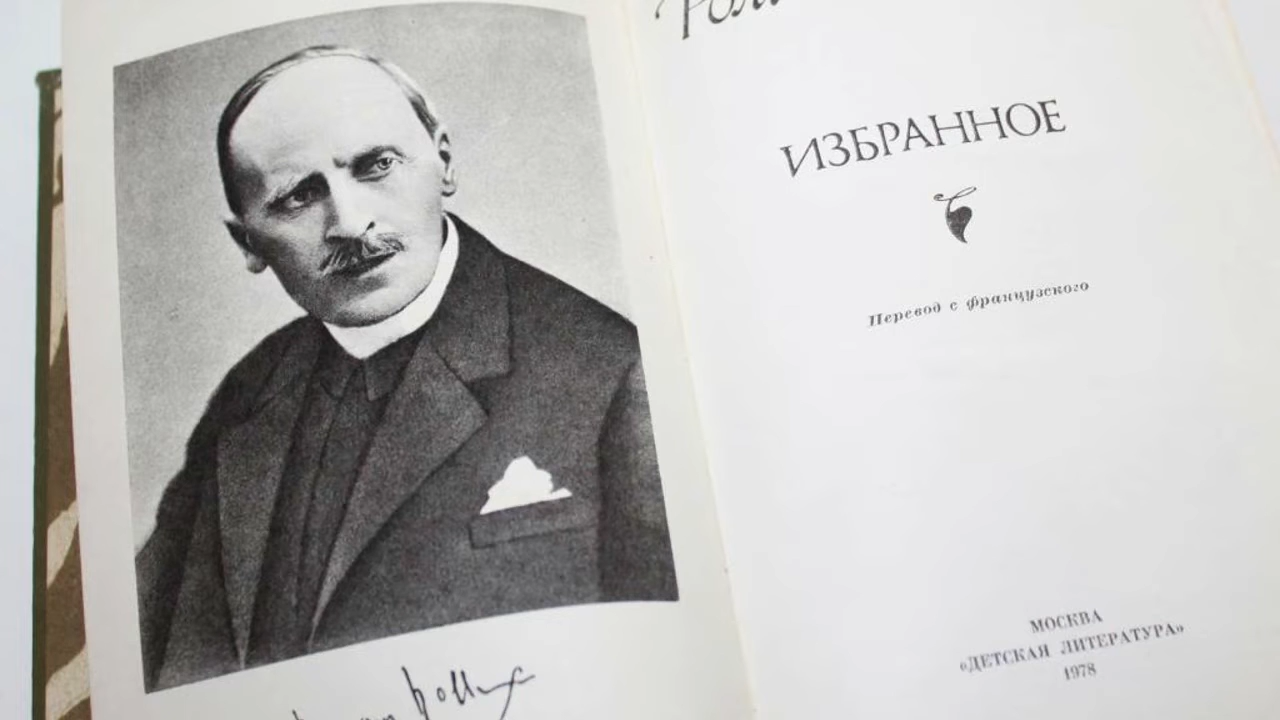 ИЗБРАННОЕ
Перевод с французского
МОСКВА
«ДЕТСКАЯ ЛИТЕРАТУРА»
1978